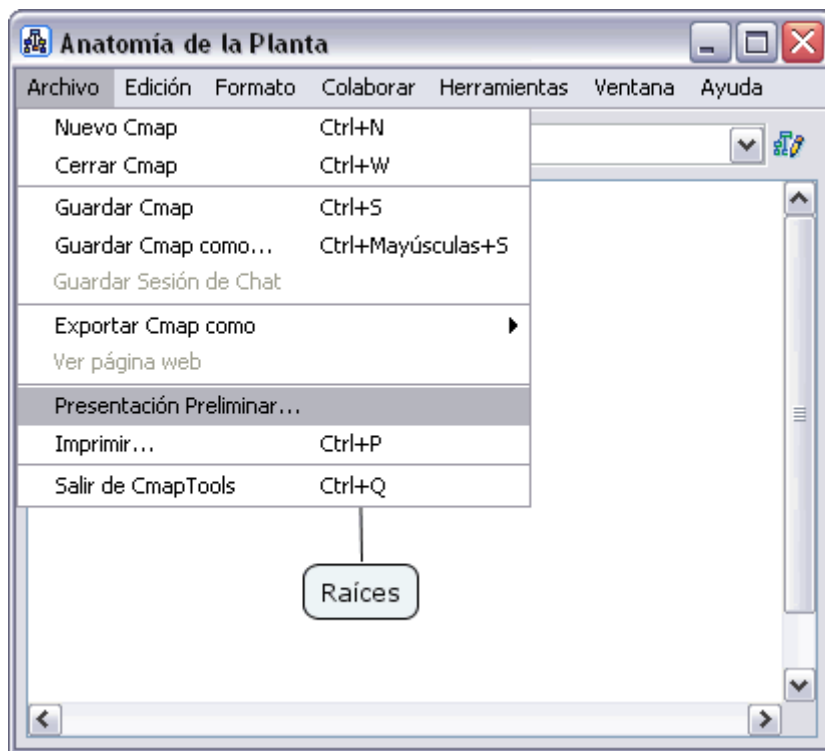 Anatomía de la Planta
Archivo Edición Formato Colaborar Herramientas Ventana Ayuda
Nuevo Cmap Ctrl+N
Cerrar Cmap Ctrl+W
Guardar Cmap Ctrl+S
Guardar Cmap como... Ctrl+Mayúsculas+S
Guardar Sesión de Chat
Exportar Cmap como
Ver página web
Presentación Preliminar...
Imprimir... Ctrl+P
Salir de CmapTools Ctrl+Q
Raíces